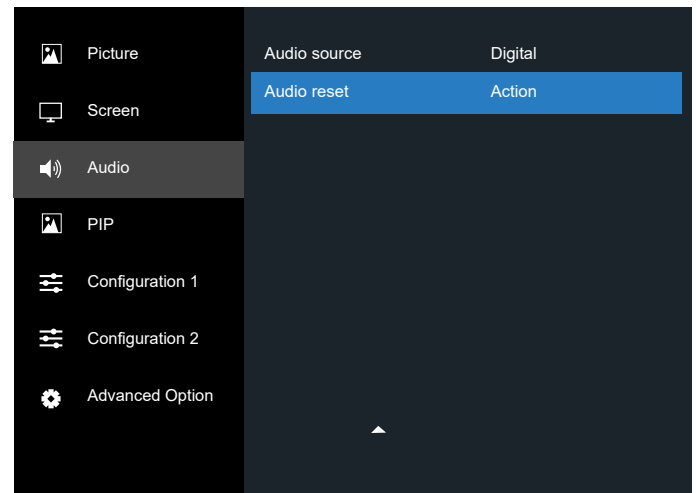 Picture
Screen
Audio
PIP
Configuration 1
Configuration 2
Advanced Option
Audio source Digital
Audio reset Action